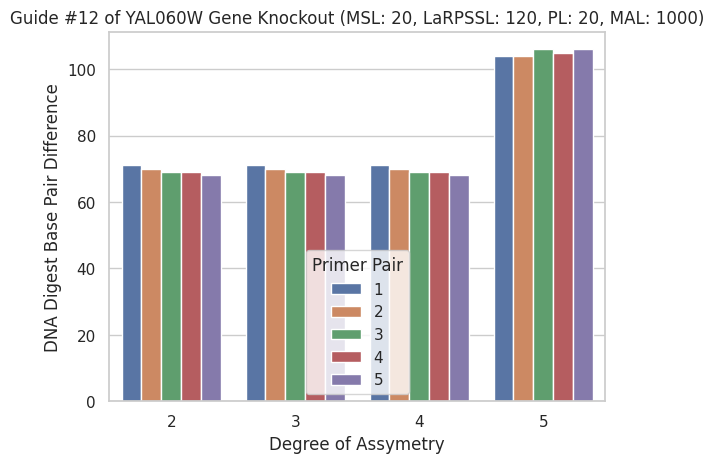 Guide #12 of YAL060W Gene Knockout (MSL: 20, LaRPSSL: 120, PL: 20, MAL: 1000)
DNA Digest Base Pair Difference
100
80
60
40
20
0
Primer Pair
1
2
3
4
5
2 3 4 5
Degree of Assymetry